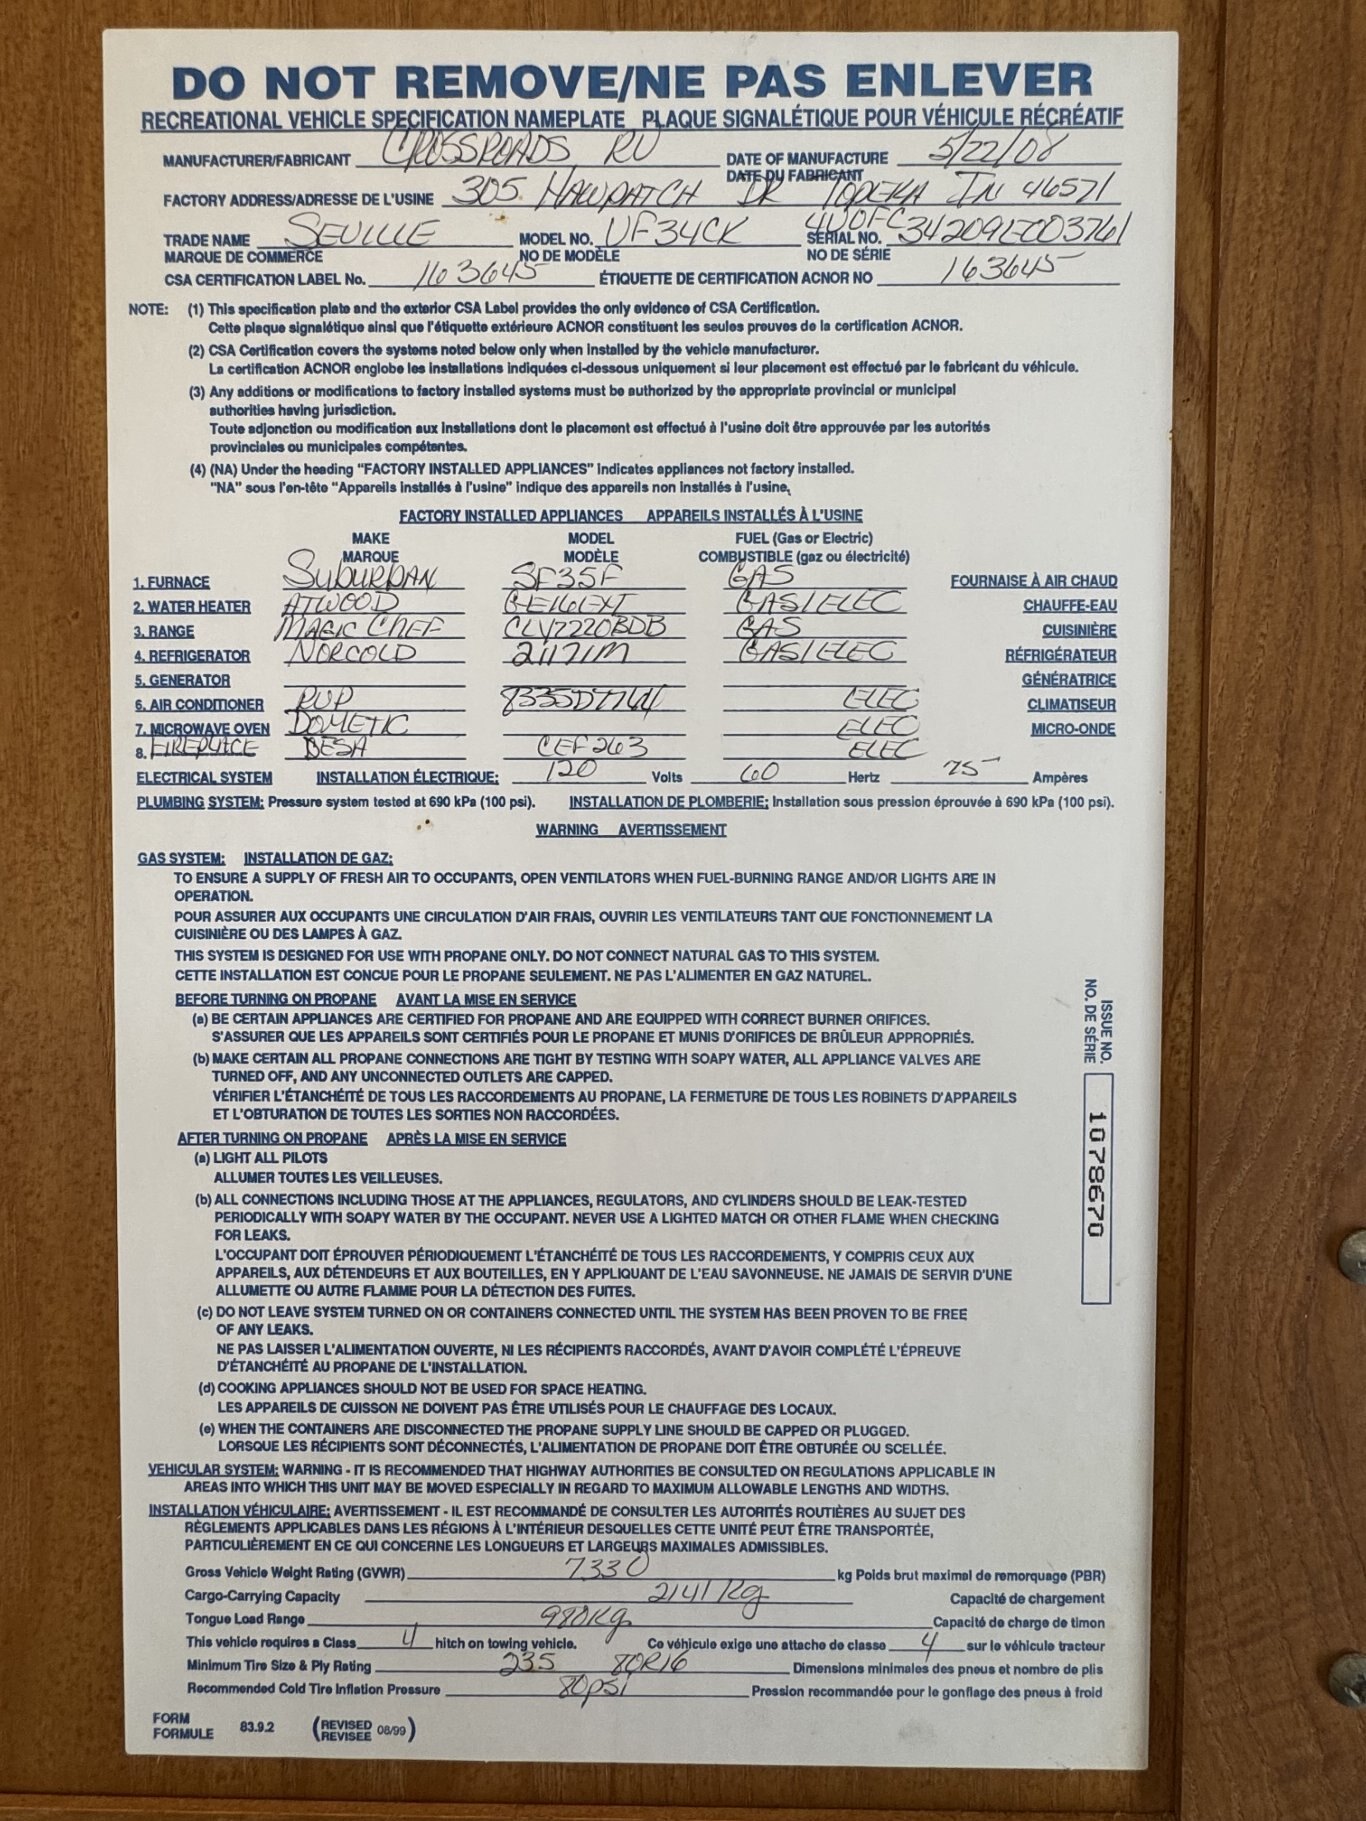 DO NOT REMOVE/NE PAS ENLEVER
RECREATIONAL VEHICLE SPECIFICATION NAMEPLATE PLAQUE SIGNALÉTIQUE POUR VÉHICULE RÉCRÉATIF
MANUFACTURER/FABRICANT CROSSROADS RV DATE OF MANUFACTURE 5/22/08
DATE DU FABRICANT
FACTORY ADDRESS/ADRESSE DE L'USINE 305 HAWPATCH DR TOPEKA IN 46571
TRADE NAME SEVILLE MODEL NO. VF34CK SERIAL NO.
MARQUE DE COMMERCE NO DE MODÈLE NO DE SÉRIE
CSA CERTIFICATION LABEL No. 163645 ÉTIQUETTE DE CERTIFICATION ACNOR NO 163645
NOTE: (1) This specification plate and the exterior CSA Label provides the only evidence of CSA Certification.
Cette plaque signalétique ainsi que l'étiquette extérieure ACNOR constituent les seules preuves de la certification ACNOR.
(2) CSA Certification covers the systems noted below only when installed by the vehicle manufacturer.
La certification ACNOR englobe les installations indiquées ci-dessous uniquement si leur placement est effectué par le fabricant du véhicule.
(3) Any additions or modifications to factory installed systems must be authorized by the appropriate provincial or municipal
authorities having jurisdiction.
Toute adjonction ou modification aux installations dont le placement est effectué à l'usine doit être approuvée par les autorités
provinciales ou municipales compétentes.
(4) (NA) Under the heading "FACTORY INSTALLED APPLIANCES" indicates appliances not factory installed.
"NA" sous l'en-tête "Appareils installés à l'usine" indique des appareils non installés à l'usine.
FACTORY INSTALLED APPLIANCES APPAREILS INSTALLÉS À L'USINE
MAKE MODEL FUEL (Gas or Electric)
MARQUE MODÈLE COMBUSTIBLE (gaz ou électricité)
1. FURNACE SUBURBAN SF35F GAS FOURNAISE À AIR CHAUD
2. WATER HEATER ATWOOD GE16EXT GAS/ELEC CHAUFFE-EAU
3. RANGE MAGIC CHEF CLY2220BDB GAS CUISINIÈRE
4. REFRIGERATOR NORCOLD GAS/ELEC RÉFRIGÉRATEUR
5. GENERATOR GÉNÉRATRICE
6. AIR CONDITIONER RVP ELEC CLIMATISEUR
7. MICROWAVE OVEN DOMETIC ELEC MICRO-ONDE
8. FIREPLACE DESA CEF263 ELEC
ELECTRICAL SYSTEM INSTALLATION ÉLECTRIQUE: 120 Volts 60 Hertz 75 Ampères
PLUMBING SYSTEM: Pressure system tested at 690 kPa (100 psi). INSTALLATION DE PLOMBERIE: Installation sous pression éprouvée à 690 kPa (100 psi).
WARNING AVERTISSEMENT
GAS SYSTEM: INSTALLATION DE GAZ:
TO ENSURE A SUPPLY OF FRESH AIR TO OCCUPANTS, OPEN VENTILATORS WHEN FUEL-BURNING RANGE AND/OR LIGHTS ARE IN
OPERATION.
POUR ASSURER AUX OCCUPANTS UNE CIRCULATION D'AIR FRAIS, OUVRIR LES VENTILATEURS TANT QUE FONCTIONNEMENT LA
CUISINIÈRE OU DES LAMPES À GAZ.
THIS SYSTEM IS DESIGNED FOR USE WITH PROPANE ONLY. DO NOT CONNECT NATURAL GAS TO THIS SYSTEM.
CETTE INSTALLATION EST CONCUE POUR LE PROPANE SEULEMENT. NE PAS L'ALIMENTER EN GAZ NATUREL.
BEFORE TURNING ON PROPANE AVANT LA MISE EN SERVICE
(a) BE CERTAIN APPLIANCES ARE CERTIFIED FOR PROPANE AND ARE EQUIPPED WITH CORRECT BURNER ORIFICES.
S'ASSURER QUE LES APPAREILS SONT CERTIFIÉS POUR LE PROPANE ET MUNIS D'ORIFICES DE BRÛLEUR APPROPRIÉS.
(b) MAKE CERTAIN ALL PROPANE CONNECTIONS ARE TIGHT BY TESTING WITH SOAPY WATER, ALL APPLIANCE VALVES ARE
TURNED OFF, AND ANY UNCONNECTED OUTLETS ARE CAPPED.
VÉRIFIER L'ÉTANCHÉITÉ DE TOUS LES RACCORDEMENTS AU PROPANE, LA FERMETURE DE TOUS LES ROBINETS D'APPAREILS
ET L'OBTURATION DE TOUTES LES SORTIES NON RACCORDÉES.
AFTER TURNING ON PROPANE APRÈS LA MISE EN SERVICE
(a) LIGHT ALL PILOTS
ALLUMER TOUTES LES VEILLEUSES.
(b) ALL CONNECTIONS INCLUDING THOSE AT THE APPLIANCES, REGULATORS, AND CYLINDERS SHOULD BE LEAK-TESTED
PERIODICALLY WITH SOAPY WATER BY THE OCCUPANT. NEVER USE A LIGHTED MATCH OR OTHER FLAME WHEN CHECKING
FOR LEAKS.
L'OCCUPANT DOIT ÉPROUVER PÉRIODIQUEMENT L'ÉTANCHÉITÉ DE TOUS LES RACCORDEMENTS, Y COMPRIS CEUX AUX
APPAREILS, AUX DÉTENDEURS ET AUX BOUTEILLES, EN Y APPLIQUANT DE L'EAU SAVONNEUSE. NE JAMAIS DE SERVIR D'UNE
ALLUMETTE OU AUTRE FLAMME POUR LA DÉTECTION DES FUITES.
(c) DO NOT LEAVE SYSTEM TURNED ON OR CONTAINERS CONNECTED UNTIL THE SYSTEM HAS BEEN PROVEN TO BE FREE
OF ANY LEAKS.
NE PAS LAISSER L'ALIMENTATION OUVERTE, NI LES RÉCIPIENTS RACCORDÉS, AVANT D'AVOIR COMPLÉTÉ L'ÉPREUVE
D'ÉTANCHÉITÉ AU PROPANE DE L'INSTALLATION.
(d) COOKING APPLIANCES SHOULD NOT BE USED FOR SPACE HEATING.
LES APPAREILS DE CUISSON NE DOIVENT PAS ÊTRE UTILISÉS POUR LE CHAUFFAGE DES LOCAUX.
(e) WHEN THE CONTAINERS ARE DISCONNECTED THE PROPANE SUPPLY LINE SHOULD BE CAPPED OR PLUGGED.
LORSQUE LES RÉCIPIENTS SONT DÉCONNECTÉS, L'ALIMENTATION DE PROPANE DOIT ÊTRE OBTURÉE OU SCELLÉE.
VEHICULAR SYSTEM: WARNING - IT IS RECOMMENDED THAT HIGHWAY AUTHORITIES BE CONSULTED ON REGULATIONS APPLICABLE IN
AREAS INTO WHICH THIS UNIT MAY BE MOVED ESPECIALLY IN REGARD TO MAXIMUM ALLOWABLE LENGTHS AND WIDTHS.
INSTALLATION VÉHICULAIRE: AVERTISSEMENT - IL EST RECOMMANDÉ DE CONSULTER LES AUTORITÉS ROUTIÈRES AU SUJET DES
RÈGLEMENTS APPLICABLES DANS LES RÉGIONS À L'INTÉRIEUR DESQUELLES CETTE UNITÉ PEUT ÊTRE TRANSPORTÉE,
PARTICULIÈREMENT EN CE QUI CONCERNE LES LONGUEURS ET LARGEURS MAXIMALES ADMISSIBLES.
Gross Vehicle Weight Rating (GVWR) 7330 kg Poids brut maximal de remorquage (PBR)
Cargo-Carrying Capacity 2141 Kg Capacité de chargement
Tongue Load Range 980Kg Capacité de charge de timon
This vehicle requires a Class 4 hitch on towing vehicle. Ce véhicule exige une attache de classe 4 sur le véhicule tracteur
Minimum Tire Size & Ply Rating 235 80R16 Dimensions minimales des pneus et nombre de plis
Recommended Cold Tire Inflation Pressure 80psi Pression recommandée pour le gonflage des pneus à froid
FORM
FORMULE 83.9.2 (REVISED
REVISEE 08/99)
ISSUE NO.
NO. DE SÉRIE 1078670